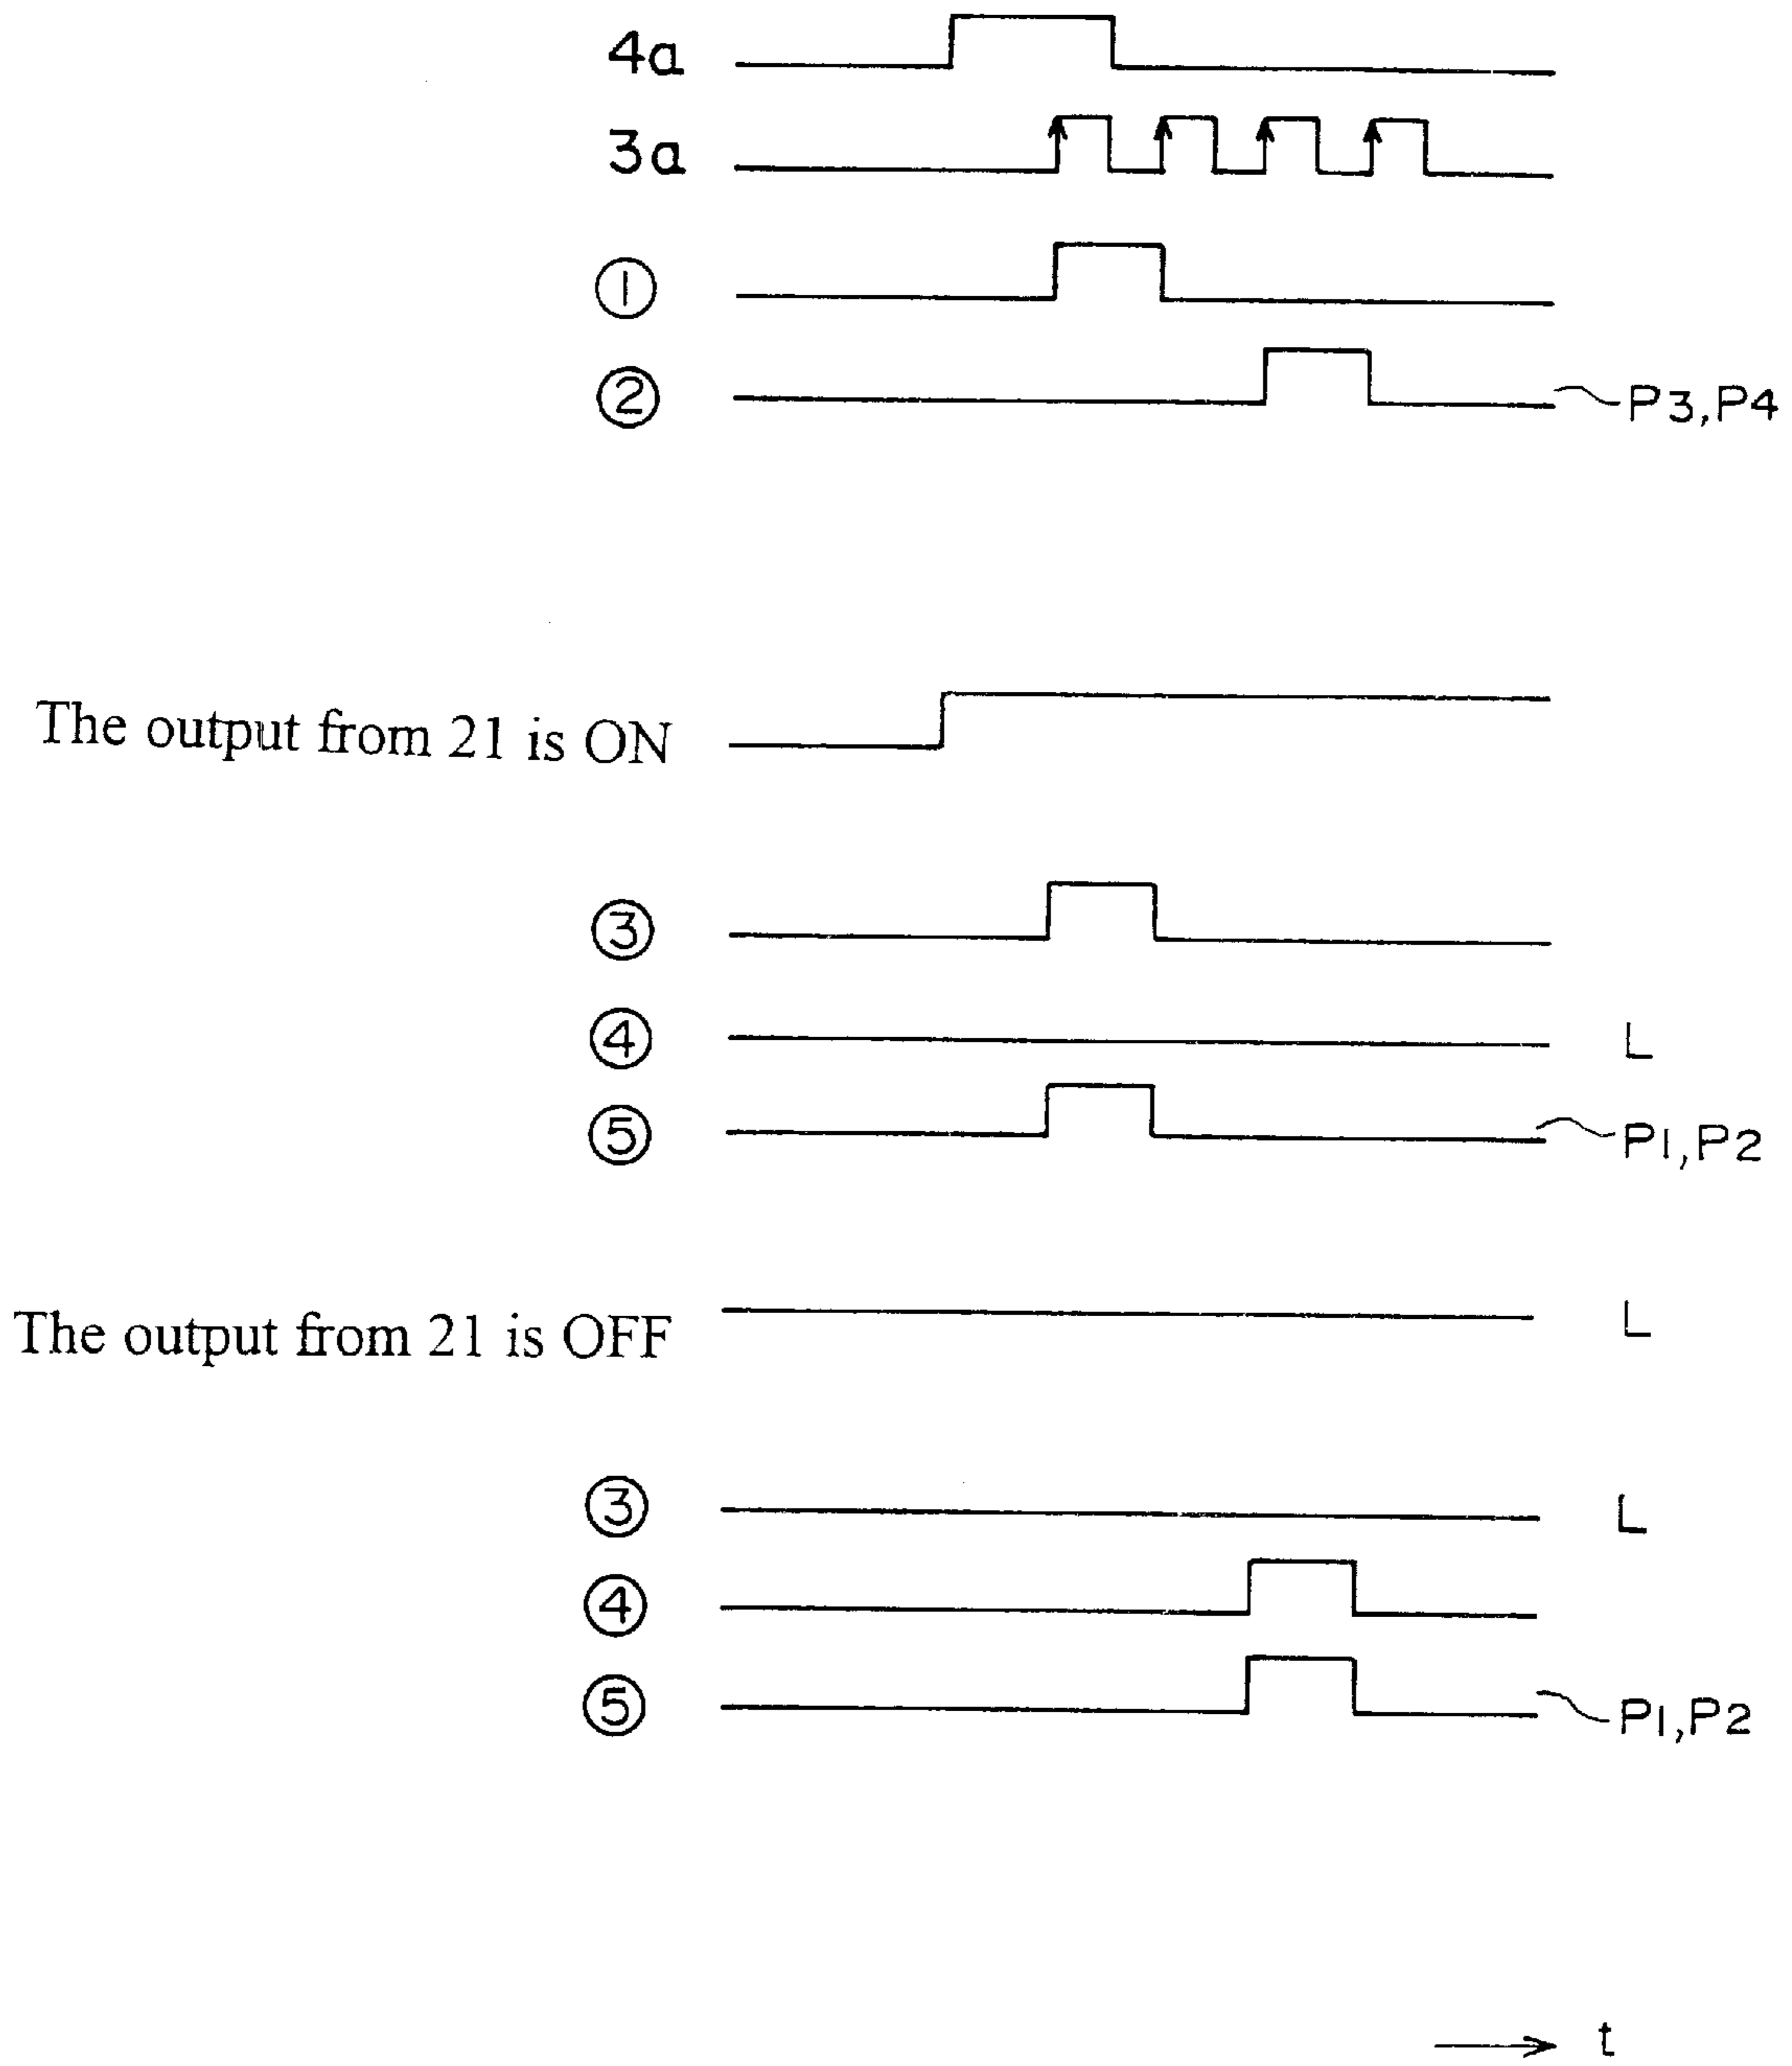 4a
3a
①
② P3,P4
The output from 21 is ON
③
④ L
⑤ P1,P2
The output from 21 is OFF L
③ L
④
⑤ P1,P2
t